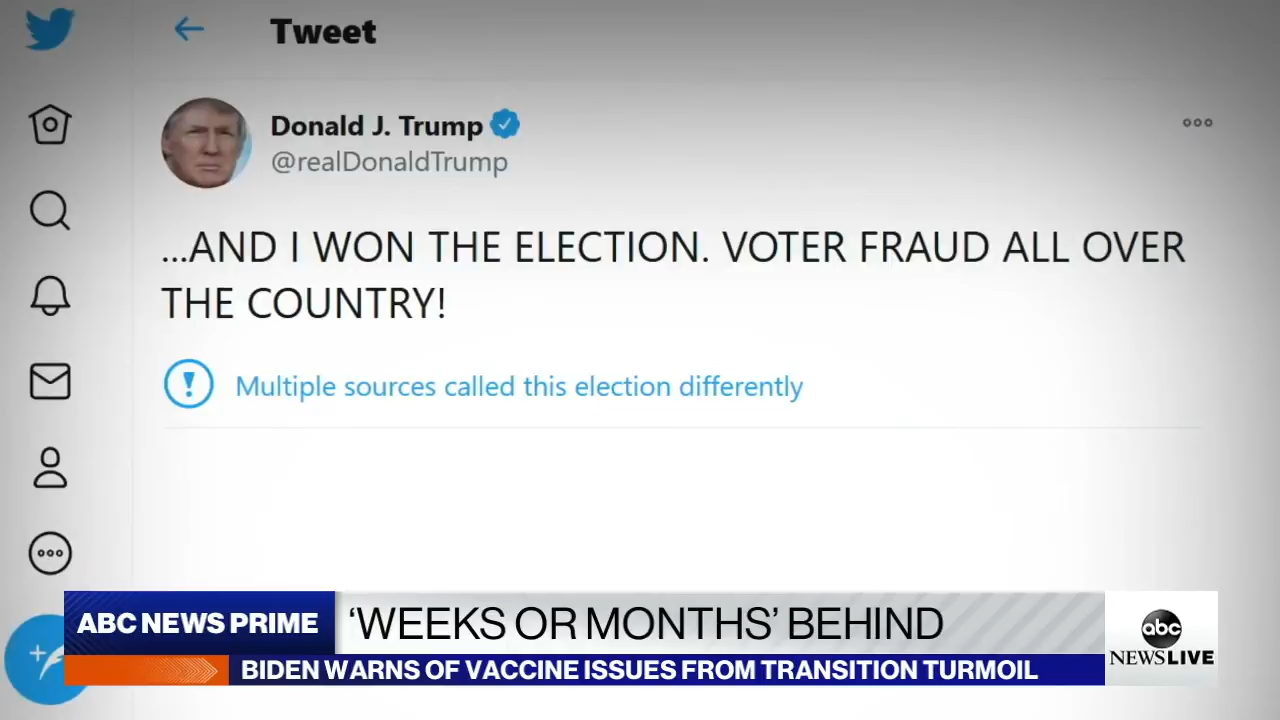 Tweet
Donald J. Trump
@realDonaldTrump
...AND I WON THE ELECTION. VOTER FRAUD ALL OVER
THE COUNTRY!
Multiple sources called this election differently
ABC NEWS PRIME
‘WEEKS OR MONTHS’ BEHIND
BIDEN WARNS OF VACCINE ISSUES FROM TRANSITION TURMOIL
abc
NEWS LIVE